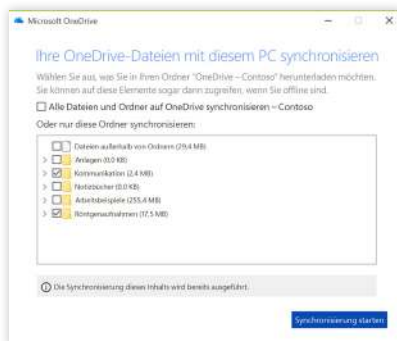 Microsoft OneDrive
Ihre OneDrive-Dateien mit diesem PC synchronisieren
Wählen Sie aus, was Sie in Ihren Ordner "OneDrive – Contoso" herunterladen möchten.
Sie können auf diese Elemente sogar dann zugreifen, wenn Sie offline sind.
Alle Dateien und Ordner auf OneDrive synchronisieren – Contoso
Oder nur diese Ordner synchronisieren:
Dateien außerhalb von Ordnern (29,4 MB)
Anlagen (0,0 KB)
Kommunikation (2,4 MB)
Notizbücher (0,0 KB)
Arbeitsbeispiele (255,4 MB)
Röntgenaufnahmen (17,5 MB)
Die Synchronisierung dieses Inhalts wird bereits ausgeführt.
Synchronisierung starten